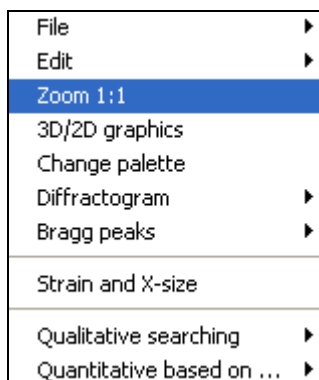 File
Edit
Zoom 1:1
3D/2D graphics
Change palette
Diffractogram
Bragg peaks
Strain and X-size
Qualitative searching
Quantitative based on ...